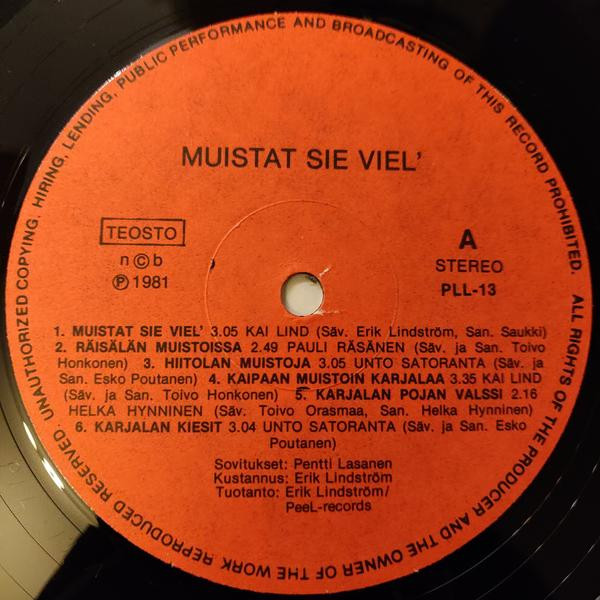 UNAUTHORIZED COPYING, HIRING, LENDING, PUBLIC PERFORMANCE AND BROADCASTING OF THIS RECORD PROHIBITED. ALL RIGHTS OF THE PRODUCER AND THE OWNER OF THE WORK REPRODUCED RESERVED.
MUISTAT SIE VIEL'
TEOSTO
n©b
℗ 1981
A
STEREO
PLL-13
1. MUISTAT SIE VIEL' 3.05 KAI LIND (Säv. Erik Lindström, San. Saukki)
2. RÄISÄLÄN MUISTOISSA 2.49 PAULI RÄSÄNEN (Säv. ja San. Toivo
Honkonen) 3. HIITOLAN MUISTOJA 3.05 UNTO SATORANTA (Säv. ja
San. Esko Poutanen) 4. KAIPAAN MUISTOIN KARJALAA 3.35 KAI LIND
(Säv. ja San. Toivo Honkonen) 5. KARJALAN POJAN VALSSI 2.16
HELKA HYNNINEN (Säv. Toivo Orasmaa, San. Helka Hynninen)
6. KARJALAN KIESIT 3.04 UNTO SATORANTA (Säv. ja San. Esko
Poutanen)
Sovitukset: Pentti Lasanen
Kustannus: Erik Lindström
Tuotanto: Erik Lindström/
PeeL-records